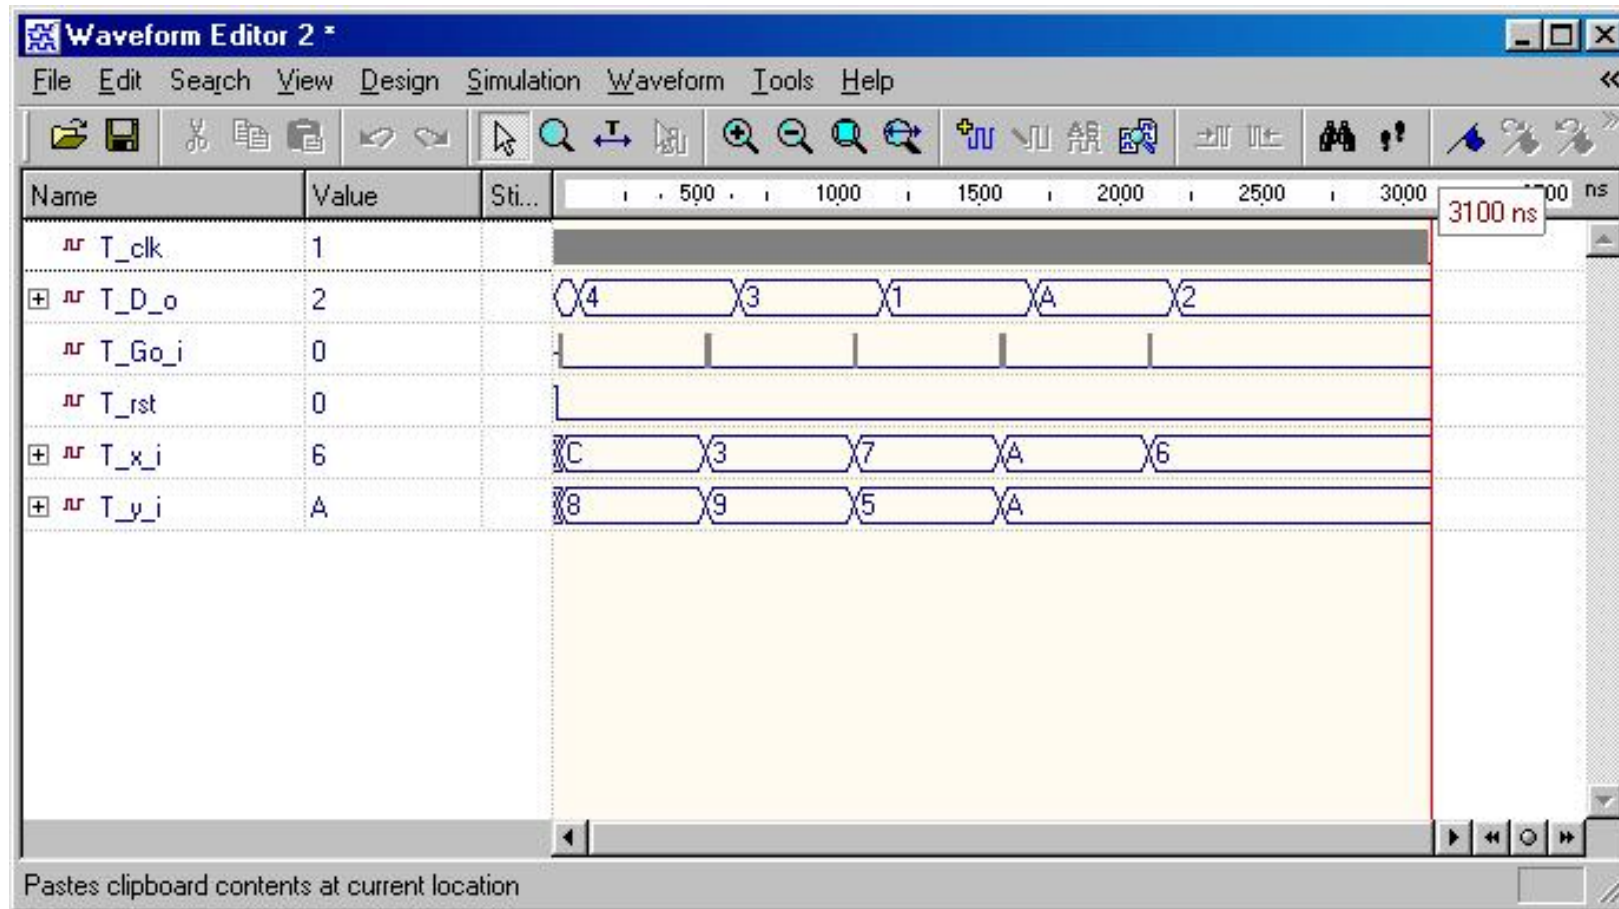 Waveform Editor 2 *
File Edit Search View Design Simulation Waveform Tools Help
Name Value Sti... 500 1000 1500 2000 2500 3000 00 ns
3100 ns
T_clk 1
T_D_o 2 4 3 1 A 2
T_Go_i 0
T_rst 0
T_x_i 6 C 3 7 A 6
T_y_i A 8 9 5 A
Pastes clipboard contents at current location